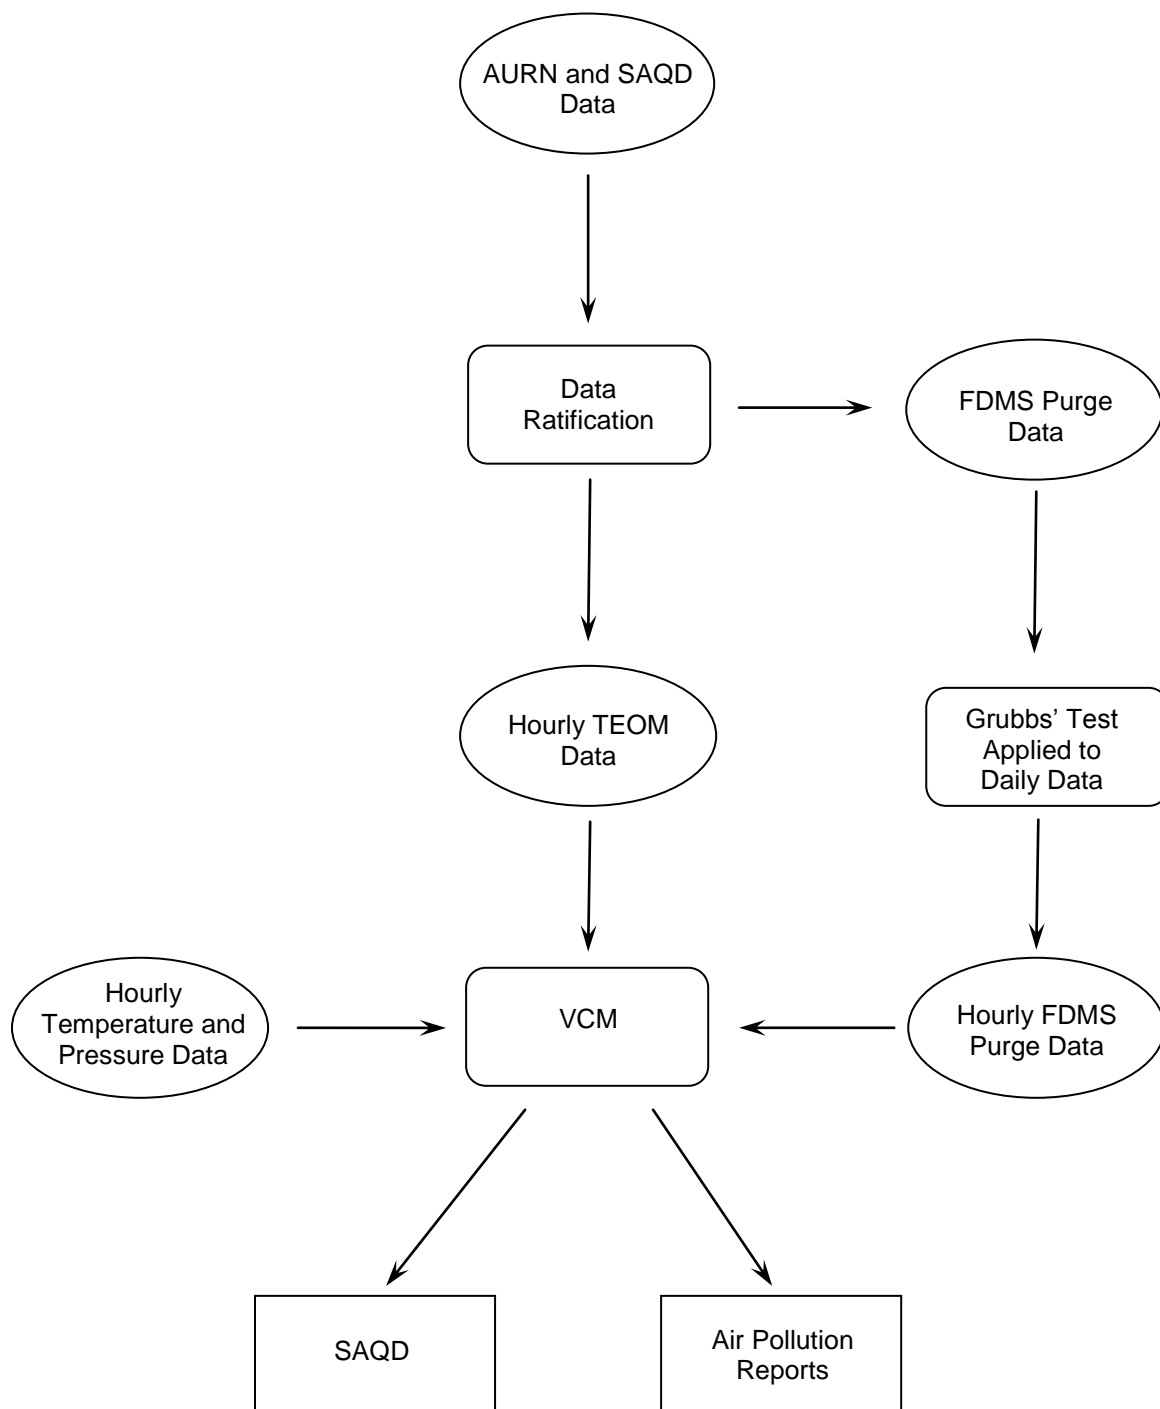 AURN and SAQD
Data
Data
Ratification
FDMS Purge
Data
Hourly TEOM
Data
Grubbs’ Test
Applied to
Daily Data
Hourly
Temperature and
Pressure Data
VCM
Hourly FDMS
Purge Data
SAQD
Air Pollution
Reports